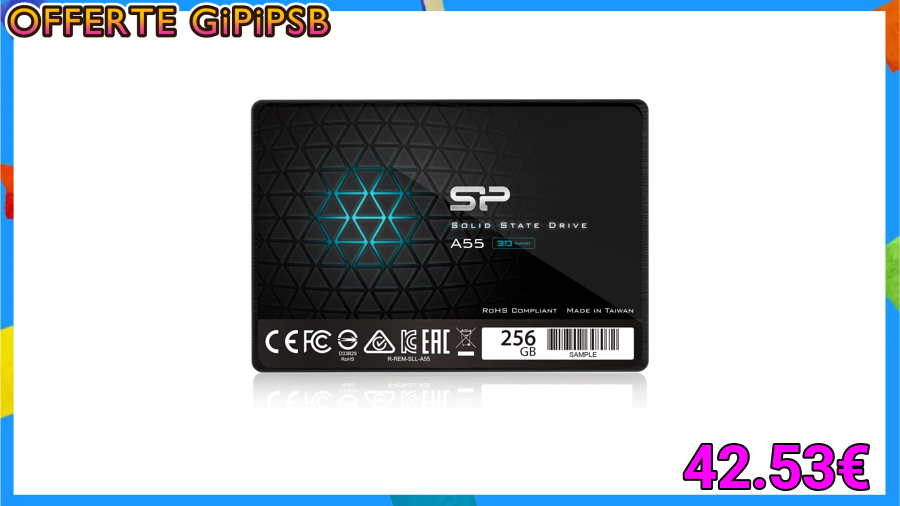 OFFERTE GiPiPSB
SP
SOLID STATE DRIVE
A55 3D NAND
ROHS COMPLIANT MADE IN TAIWAN
CE FC D33B29 RoHS R-REM-SLL-A55 EAC 256 GB SAMPLE
42.53€